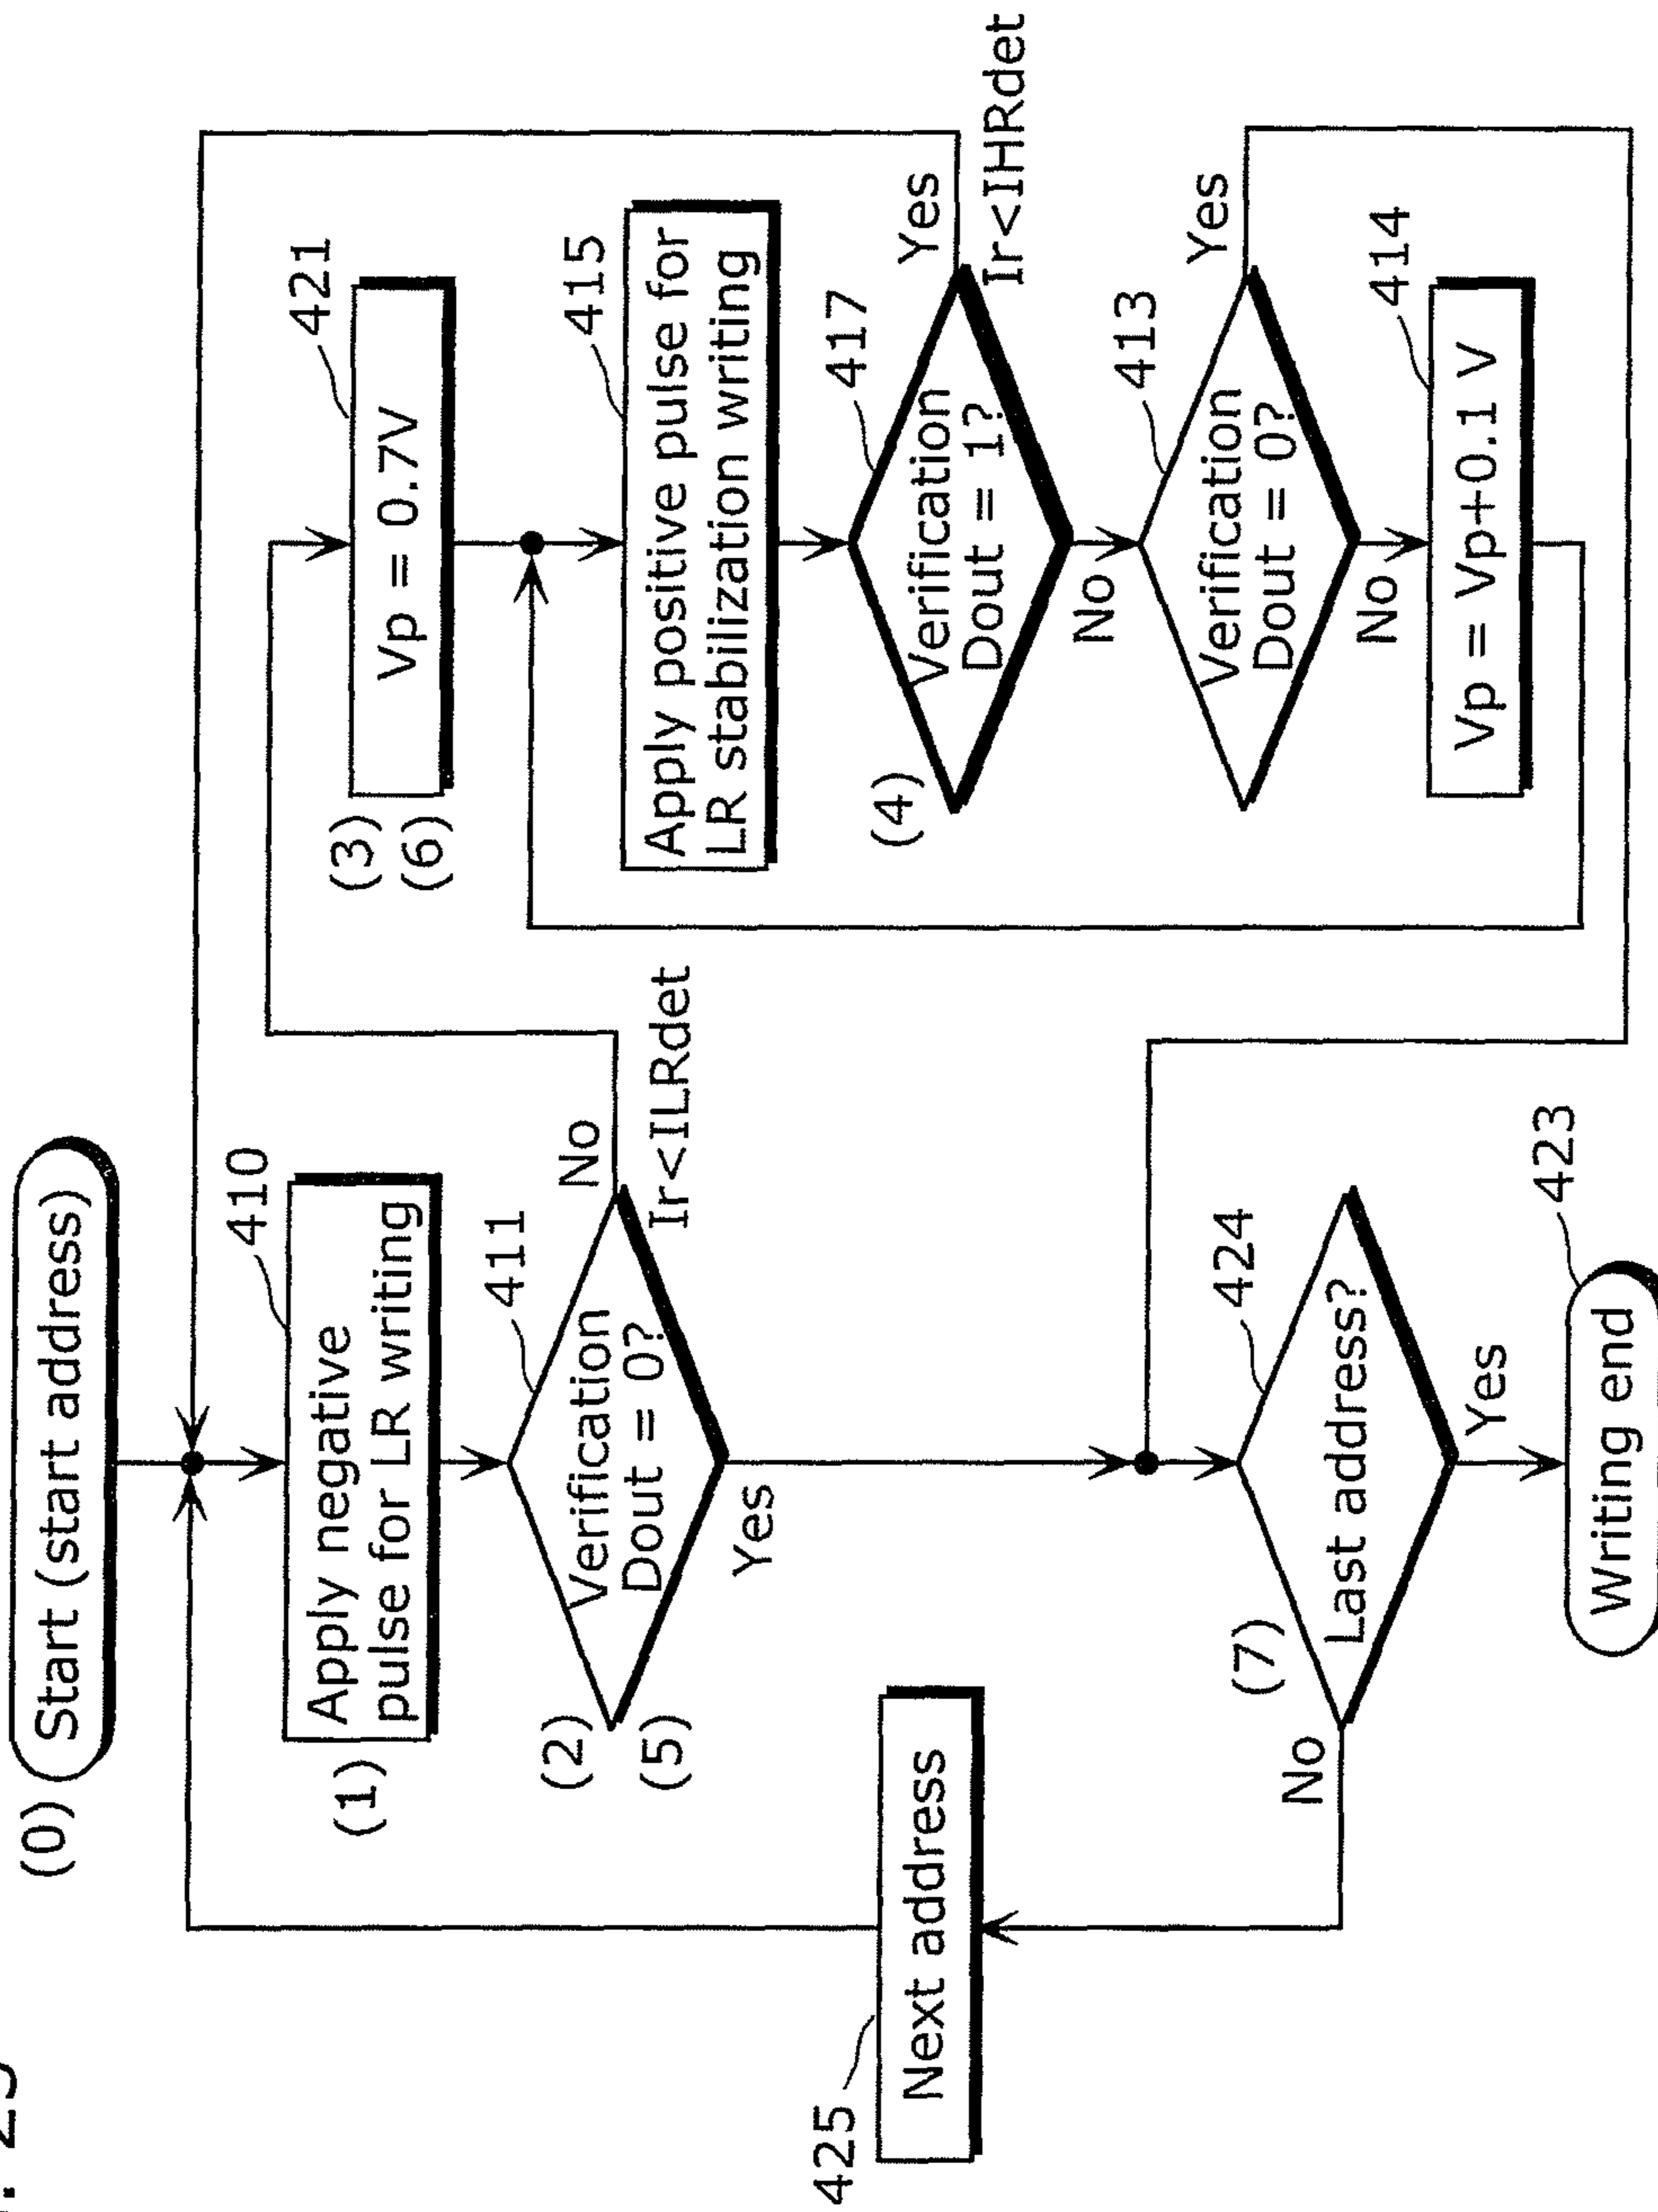 (0)
Start (start address)
410
(1)
Apply negative
pulse for LR writing
411
(2)
(5)
Verification
Dout = 0?
No
Ir<ILRdet
Yes
421
(3)
(6)
Vp = 0.7V
415
Apply positive pulse for
LR stabilization writing
417
(4)
Verification
Dout = 1?
Yes
Ir<IHRdet
No
413
Verification
Dout = 0?
Yes
No
414
Vp = Vp+0.1 V
425
Next address
424
(7)
Last address?
No
Yes
423
Writing end